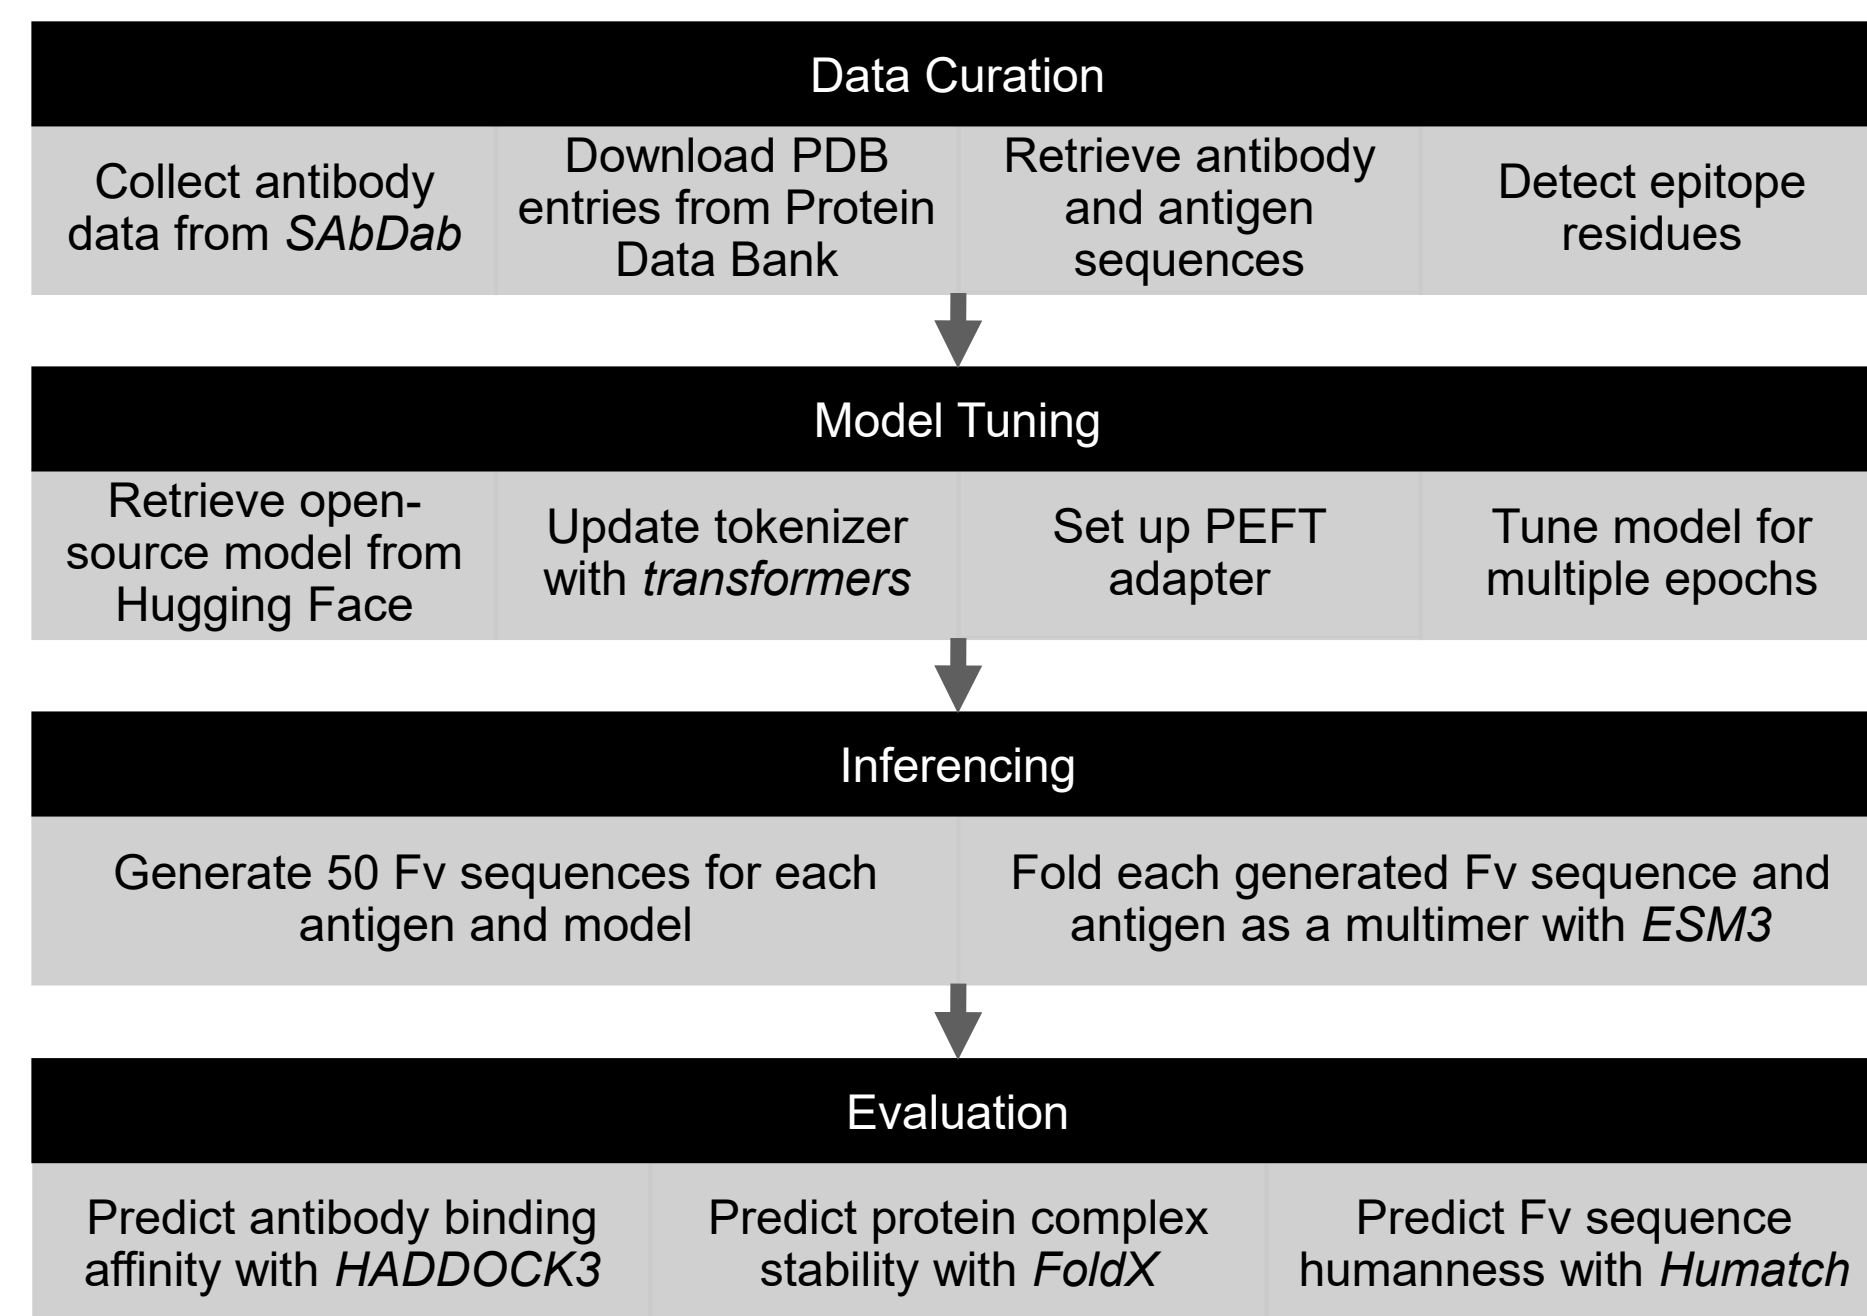 Data Curation
Collect antibody
data from SAbDab
Download PDB
entries from Protein
Data Bank
Retrieve antibody
and antigen
sequences
Detect epitope
residues
Model Tuning
Retrieve open-
source model from
Hugging Face
Update tokenizer
with transformers
Set up PEFT
adapter
Tune model for
multiple epochs
Inferencing
Generate 50 Fv sequences for each
antigen and model
Fold each generated Fv sequence and
antigen as a multimer with ESM3
Evaluation
Predict antibody binding
affinity with HADDOCK3
Predict protein complex
stability with FoldX
Predict Fv sequence
humanness with Humatch